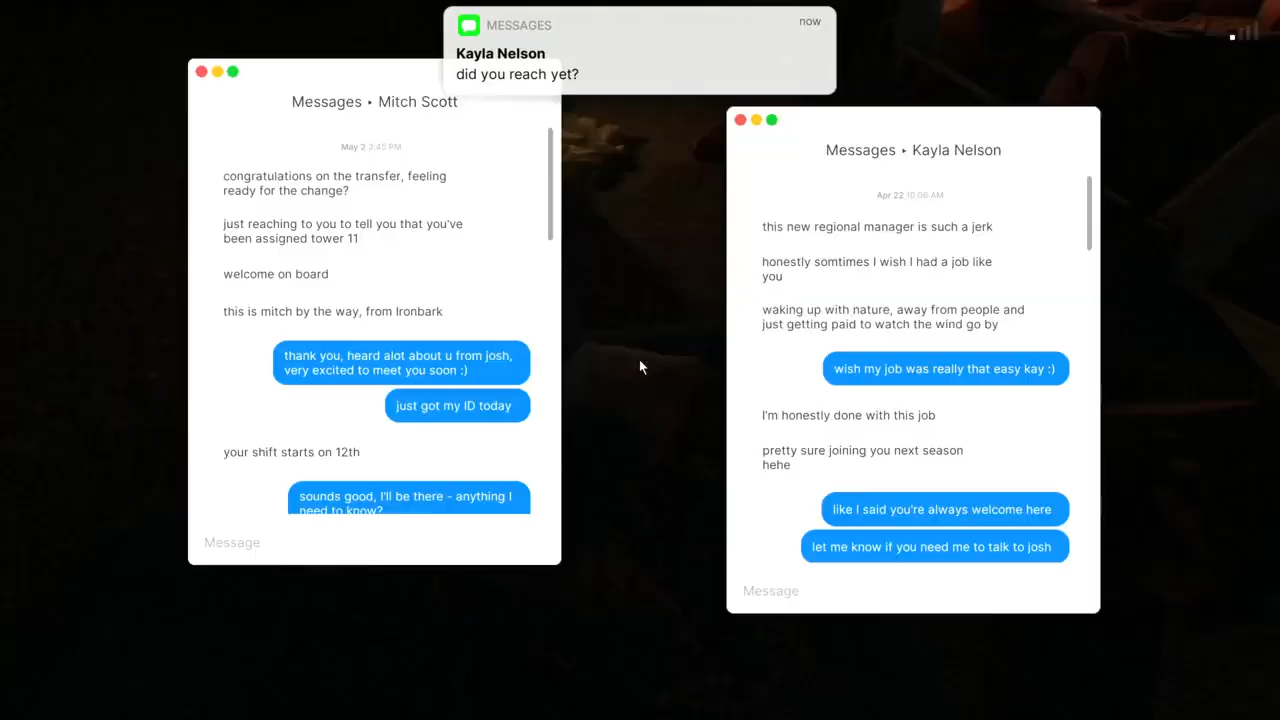 MESSAGES
now
Kayla Nelson
did you reach yet?
Messages ‣ Mitch Scott
May 2 3:45 PM
congratulations on the transfer, feeling
ready for the change?
just reaching to you to tell you that you've
been assigned tower 11
welcome on board
this is mitch by the way, from Ironbark
thank you, heard alot about u from josh,
very excited to meet you soon :)
just got my ID today
your shift starts on 12th
sounds good, I'll be there - anything I
need to know?
Message
Messages ‣ Kayla Nelson
Apr 22 10:06 AM
this new regional manager is such a jerk
honestly somtimes I wish I had a job like
you
waking up with nature, away from people and
just getting paid to watch the wind go by
wish my job was really that easy kay :)
I'm honestly done with this job
pretty sure joining you next season
hehe
like I said you're always welcome here
let me know if you need me to talk to josh
Message